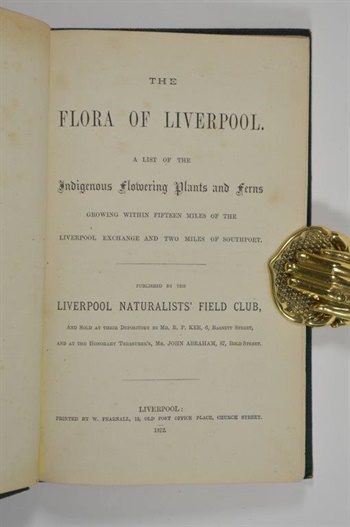 THE
FLORA OF LIVERPOOL.
A LIST OF THE
Indigenous Flowering Plants and Ferns
GROWING WITHIN FIFTEEN MILES OF THE
LIVERPOOL EXCHANGE AND TWO MILES OF SOUTHPORT.
PUBLISHED BY THE
LIVERPOOL NATURALISTS' FIELD CLUB,
AND SOLD AT THEIR DEPOSITORY BY MR. R. P. KER, 6, BASNETT STREET,
AND AT THE HONORARY TREASURER'S, MR. JOHN ABRAHAM, 87, BOLD-STREET.
LIVERPOOL:
PRINTED BY W. FEARNALL, 12, OLD POST OFFICE PLACE, CHURCH STREET.
1872.